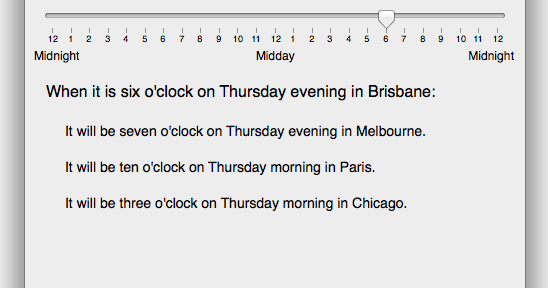 12 1 2 3 4 5 6 7 8 9 10 11 12 1 2 3 4 5 6 7 8 9 10 11 12
Midnight Midday Midnight
When it is six o'clock on Thursday evening in Brisbane:
It will be seven o'clock on Thursday evening in Melbourne.
It will be ten o'clock on Thursday morning in Paris.
It will be three o'clock on Thursday morning in Chicago.